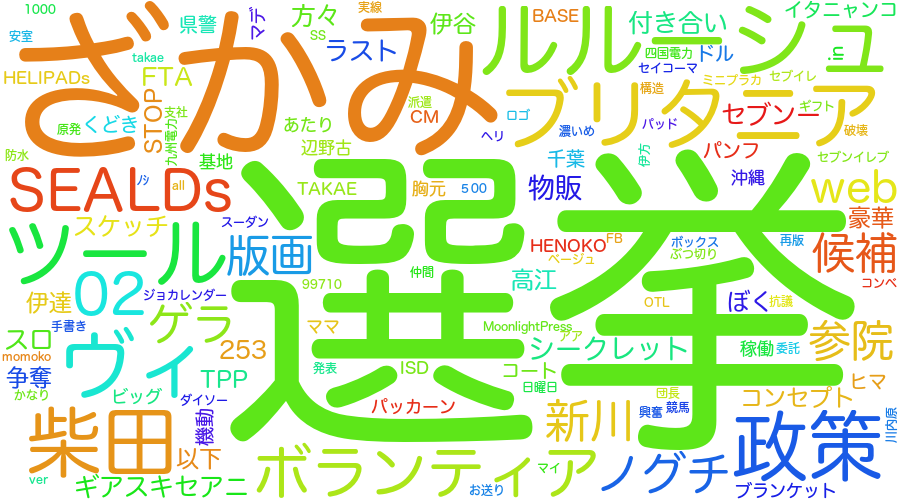 1000
実線
方々
BASE
イタニャンコ
安室
ざかみ
県警
マデ
SS
伊谷
付き合い
ルルーシュ
in
takae
ラスト
四国電力
ドル
セイコーマ
HELIPADs
FTA
STOP
派遣
CM
ロゴ
ブリタニア
構造
ミニブラカ
セブイレ
原発
くどき
九州電力
支社
あたり
ヘリ
濃いめ
パッド
セブンー
ギフト
破壊
防水
基地
辺野古
千葉
伊方
パンフ
セブンイレブ
SEALDs
ノシ
all
TAKAE
胸元
500
物販
沖縄
web
スケッチ
スーダン
選挙
豪華
ツール
版画
HENOKO
FB
ボックス
再版
候補
ベージュ
ぶつ切り
仲間
高江
コンペ
02
ジョカレンダー
99710
伊達
OTL
ぼく
抗議
手書き
ゲラ
ママ
MoonlightPress
アア
参院
スロ
ヴィ
253
シークレット
稼働
委託
momoko
争奪
発表
ISD
コート
日曜日
団長
ヒマ
かなり
TPP
ビッグ
ダイソー
パッカーン
コンセプト
柴田
機動
新川
興奮
競馬
政策
川内原
以下
ボランティア
ノグチ
ver
ギアスキセアニ
お送り
マイ
ブランケット